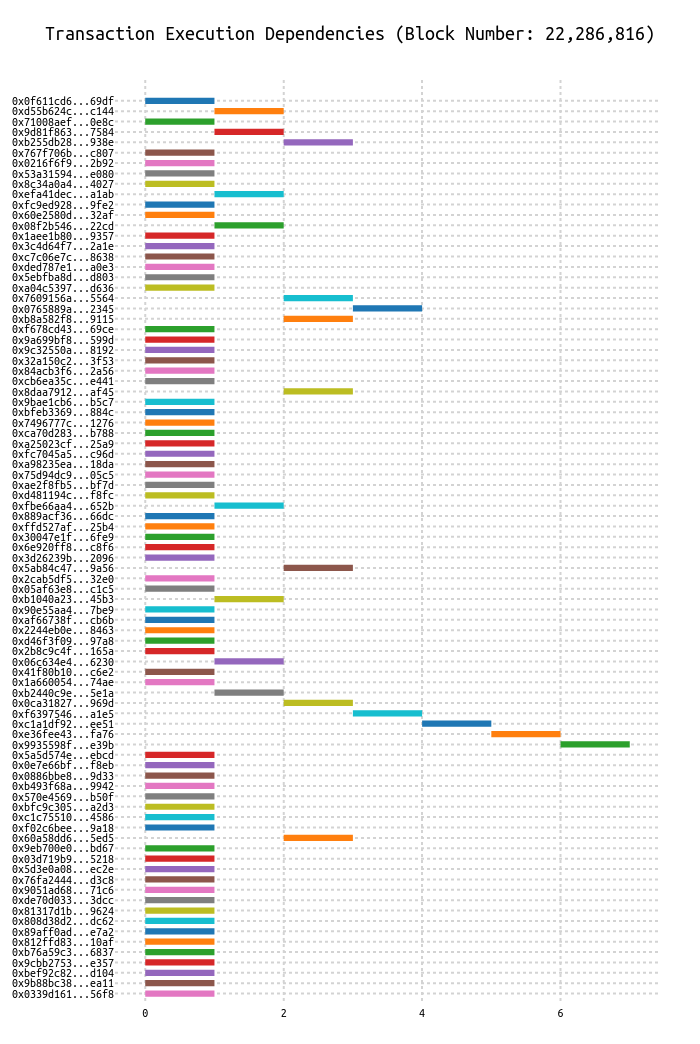 Transaction Execution Dependencies (Block Number: 22,286,816)
0x0f611cd6...69df
0xd55b624c...c144
0x71008aef...0e8c
0x9d81f863...7584
0xb255db28...938e
0x767f706b...c807
0x0216f6f9...2b92
0x53a31594...e080
0x8c34a0a4...4027
0xefa41dec...a1ab
0xfc9ed928...9fe2
0x60e2580d...32af
0x08f2b546...22cd
0x1aee1b80...9357
0x3c4d64f7...2a1e
0xc7c06e7c...8638
0xded787e1...a0e3
0x5ebfba8d...d803
0xa04c5397...d636
0x7609156a...5564
0x0765889a...2345
0xb8a582f8...9115
0xf678cd43...69ce
0x9a699bf8...599d
0x9c32550a...8192
0x32a150c2...3f53
0x84acb3f6...2a56
0xcb6ea35c...e441
0x8daa7912...af45
0x9bae1cb6...b5c7
0xbfeb3369...884c
0x7496777c...1276
0xca70d283...b788
0xa25023cf...25a9
0xfc7045a5...c96d
0xa98235ea...18da
0x75d94dc9...05c5
0xae2f8fb5...bf7d
0xd481194c...f8fc
0xfbe66aa4...652b
0x889acf36...66dc
0xffd527af...25b4
0x30047e1f...6fe9
0x6e920ff8...c8f6
0x3d26239b...2096
0x5ab84c47...9a56
0x2cab5df5...32e0
0x05af63e8...c1c5
0xb1040a23...45b3
0x90e55aa4...7be9
0xaf66738f...cb6b
0x2244eb0e...8463
0xd46f3f09...97a8
0x2b8c9c4f...165a
0x06c634e4...6230
0x41f80b10...c6e2
0x1a660054...74ae
0xb2440c9e...5e1a
0x0ca31827...969d
0xf6397546...a1e5
0xc1a1df92...ee51
0xe36fee43...fa76
0x9935598f...e39b
0x5a5d574e...ebcd
0x0e7e66bf...f8eb
0x0886bbe8...9d33
0xb493f68a...9942
0x570e4569...b50f
0xbfc9c305...a2d3
0xc1c75510...4586
0xf02c6bee...9a18
0x60a58dd6...5ed5
0x9eb700e0...bd67
0x03d719b9...5218
0x5d3e0a08...ec2e
0x76fa2444...d3c8
0x9051ad68...71c6
0xde70d033...3dcc
0x81317d1b...9624
0x808d38d2...dc62
0x89aff0ad...e7a2
0x812ffd83...10af
0xb76a59c3...6837
0x9cbb2753...e357
0xbef92c82...d104
0x9b88bc38...ea11
0x0339d161...56f8
0 2 4 6